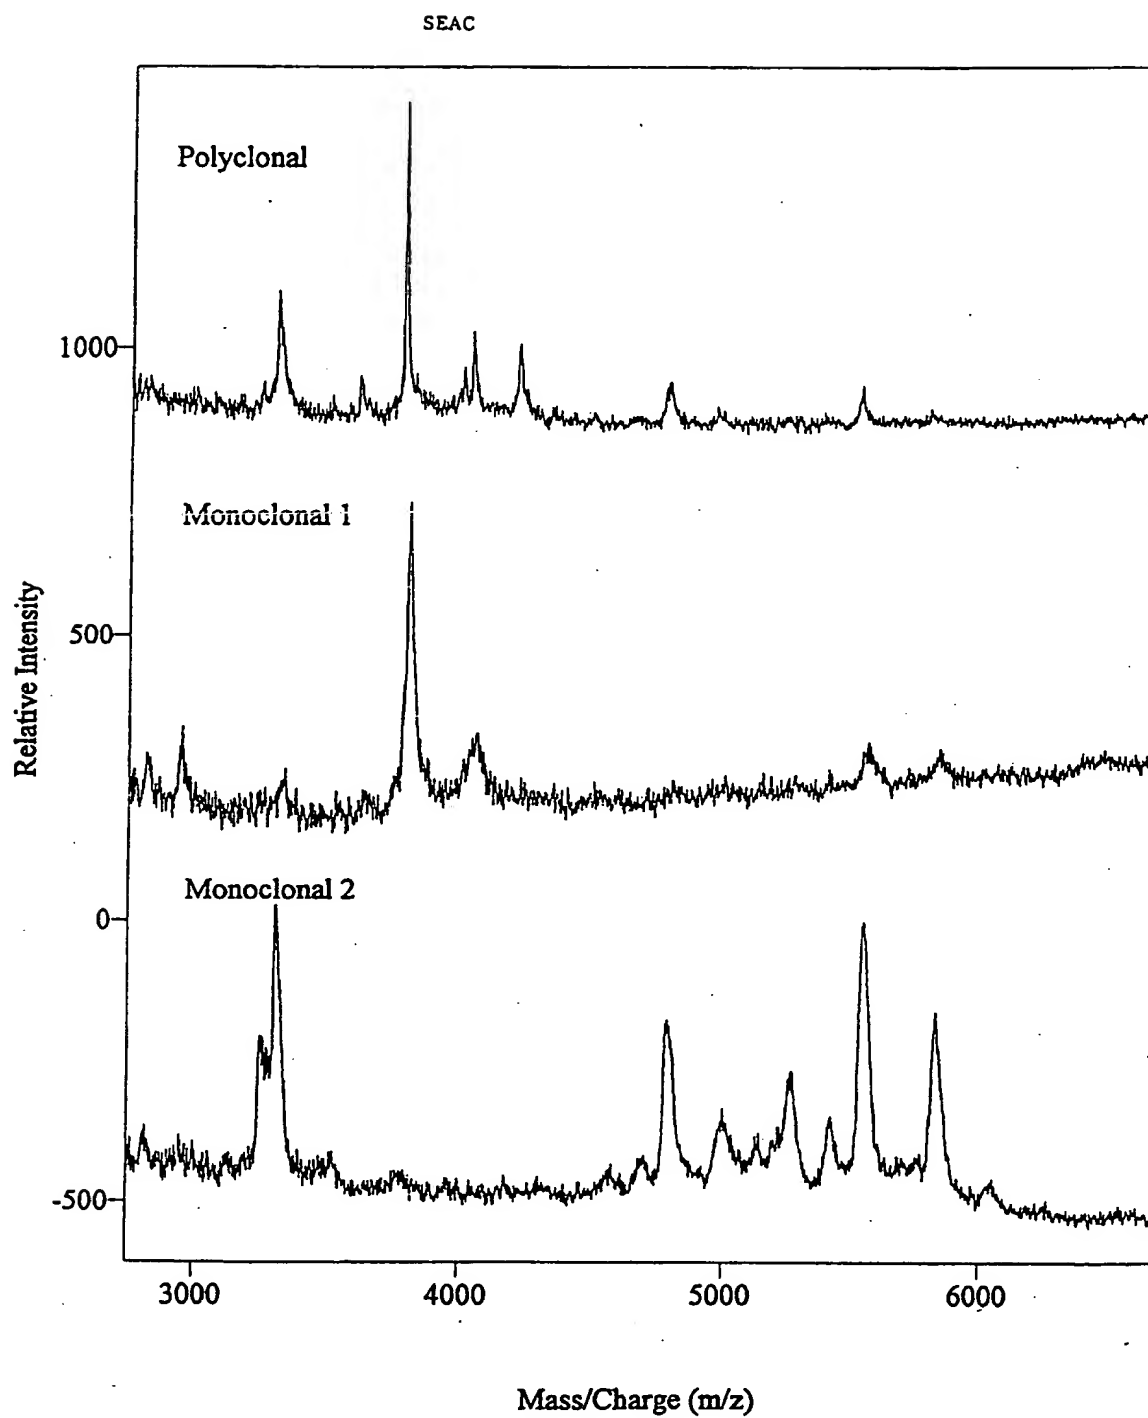 SEAC
Polyclonal
1000
Monoclonal 1
500
Relative Intensity
Monoclonal 2
0
-500
3000 4000 5000 6000
Mass/Charge (m/z)